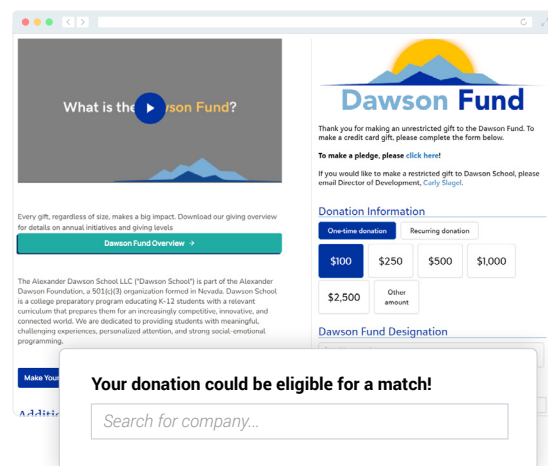 What is the Dawson Fund?
Every gift, regardless of size, makes a big impact. Download our giving overview
for details on annual initiatives and giving levels
Dawson Fund Overview →
The Alexander Dawson School LLC ("Dawson School") is part of the Alexander
Dawson Foundation, a 501(c)(3) organization formed in Nevada. Dawson School
is a college preparatory program educating K-12 students with a relevant
curriculum that prepares them for an increasingly competitive, innovative, and
connected world. We are dedicated to providing students with meaningful,
challenging experiences, personalized attention, and strong social-emotional
programming.
Make Your
Dawson Fund
Thank you for making an unrestricted gift to the Dawson Fund. To
make a credit card gift, please complete the form below.
To make a pledge, please click here!
If you would like to make a restricted gift to Dawson School, please
email Director of Development, Carly Slagel.
Donation Information
One-time donation Recurring donation
$100 $250 $500 $1,000
$2,500 Other
amount
Dawson Fund Designation
Your donation could be eligible for a match!
Search for company...